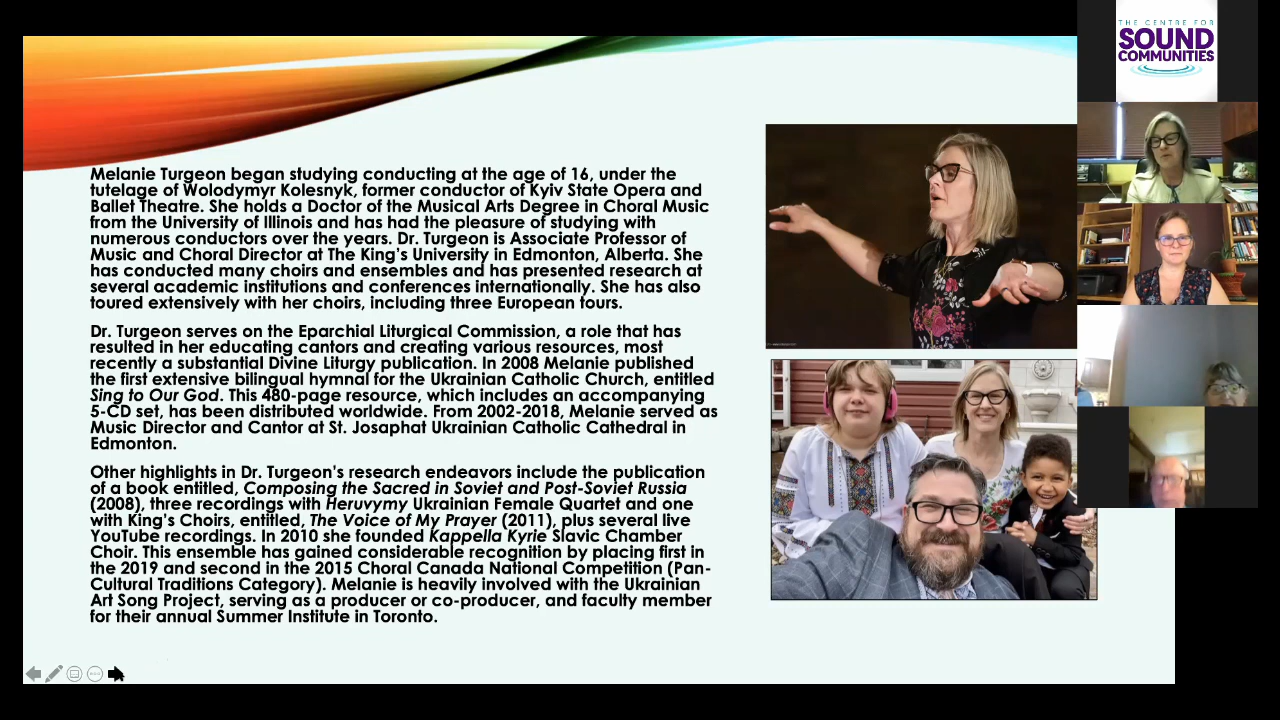 THE CENTRE FOR
SOUND
COMMUNITIES
Melanie Turgeon began studying conducting at the age of 16, under the
tutelage of Wolodymyr Kolesnyk, former conductor of Kyiv State Opera and
Ballet Theatre. She holds a Doctor of the Musical Arts Degree in Choral Music
from the University of Illinois and has had the pleasure of studying with
numerous conductors over the years. Dr. Turgeon is Associate Professor of
Music and Choral Director at The King's University in Edmonton, Alberta. She
has conducted many choirs and ensembles and has presented research at
several academic institutions and conferences internationally. She has also
toured extensively with her choirs, including three European tours.
Dr. Turgeon serves on the Eparchial Liturgical Commission, a role that has
resulted in her educating cantors and creating various resources, most
recently a substantial Divine Liturgy publication. In 2008 Melanie published
the first extensive bilingual hymnal for the Ukrainian Catholic Church, entitled
Sing to Our God. This 480-page resource, which includes an accompanying
5-CD set, has been distributed worldwide. From 2002-2018, Melanie served as
Music Director and Cantor at St. Josaphat Ukrainian Catholic Cathedral in
Edmonton.
Other highlights in Dr. Turgeon's research endeavors include the publication
of a book entitled, Composing the Sacred in Soviet and Post-Soviet Russia
(2008), three recordings with Heruvymy Ukrainian Female Quartet and one
with King's Choirs, entitled, The Voice of My Prayer (2011), plus several live
YouTube recordings. In 2010 she founded Kappella Kyrie Slavic Chamber
Choir. This ensemble has gained considerable recognition by placing first in
the 2019 and second in the 2015 Choral Canada National Competition (Pan-
Cultural Traditions Category). Melanie is heavily involved with the Ukrainian
Art Song Project, serving as a producer or co-producer, and faculty member
for their annual Summer Institute in Toronto.